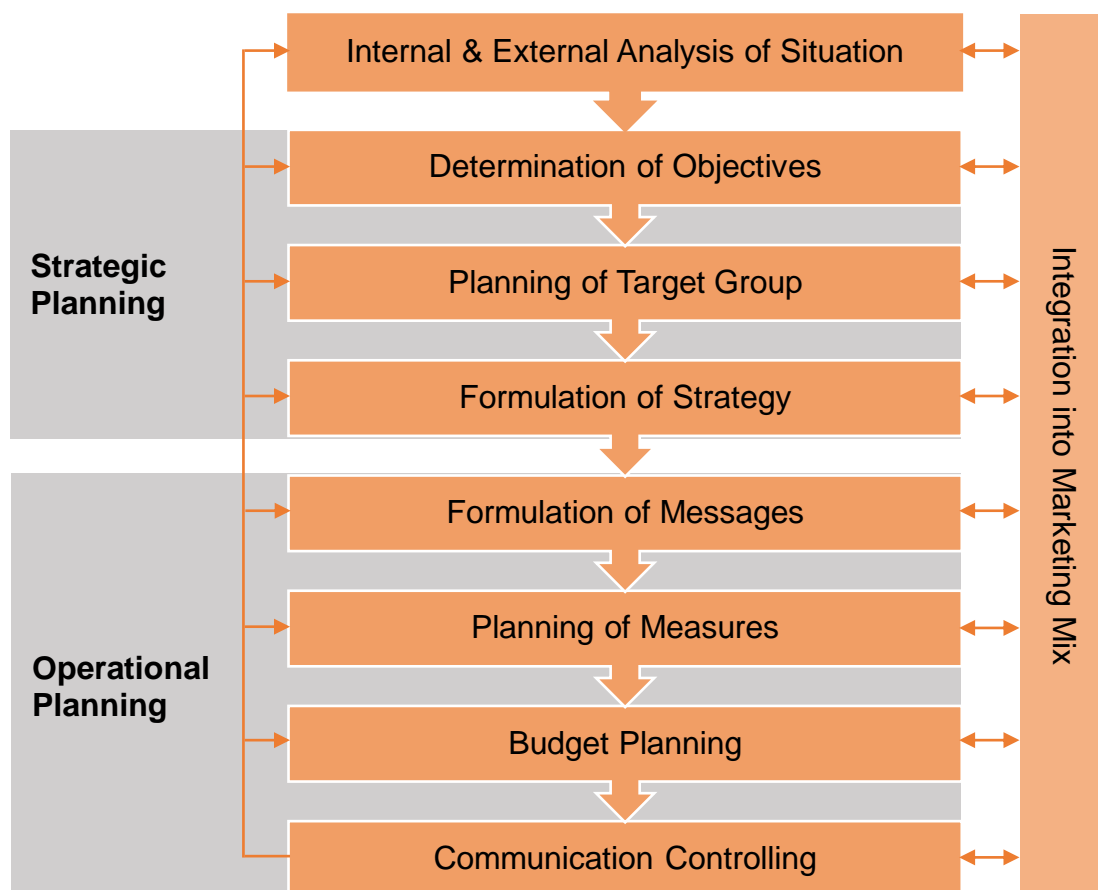 Internal & External Analysis of Situation
Determination of Objectives
Strategic
Planning
Planning of Target Group
Formulation of Strategy
Formulation of Messages
Planning of Measures
Operational
Planning
Budget Planning
Communication Controlling
Integration into Marketing Mix